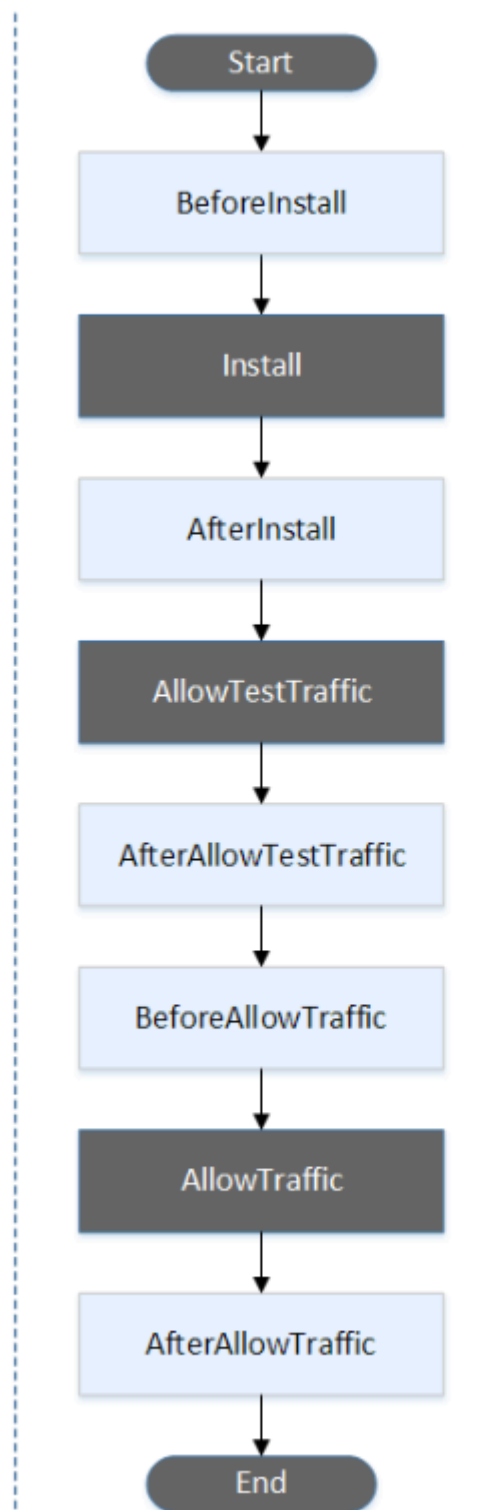 Start
BeforeInstall
Install
AfterInstall
AllowTestTraffic
AfterAllowTestTraffic
BeforeAllowTraffic
AllowTraffic
AfterAllowTraffic
End